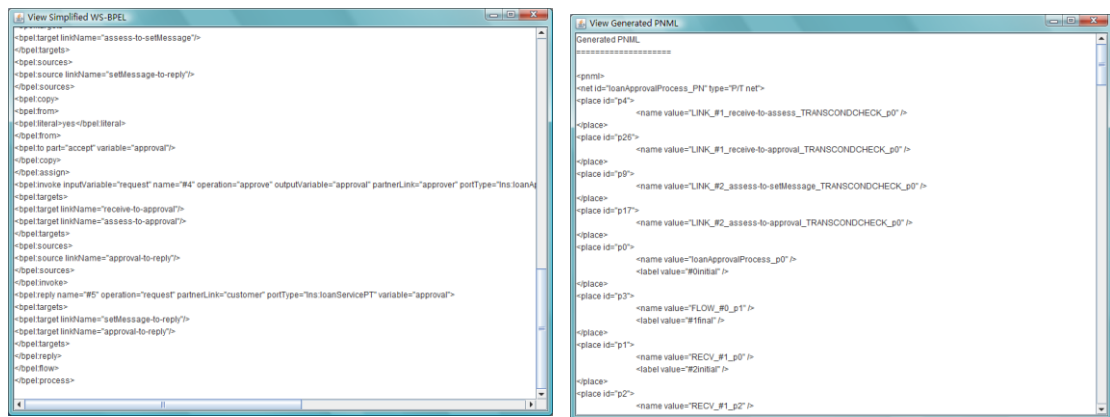 View Simplified WS-BPEL
<bpel:target linkName="assess-to-setMessage"/>
</bpel:targets>
<bpel:sources>
<bpel:source linkName="setMessage-to-reply"/>
</bpel:sources>
<bpel:copy>
<bpel:from>
<bpel:literal>yes</bpel:literal>
</bpel:from>
<bpel:to part="accept" variable="approval"/>
</bpel:copy>
</bpel:assign>
<bpel:invoke inputVariable="request" name="#4" operation="approve" outputVariable="approval" partnerLink="approver" portType="lns:loanAp
<bpel:targets>
<bpel:target linkName="receive-to-approval"/>
<bpel:target linkName="assess-to-approval"/>
</bpel:targets>
<bpel:sources>
<bpel:source linkName="approval-to-reply"/>
</bpel:sources>
</bpel:invoke>
<bpel:reply name="#5" operation="request" partnerLink="customer" portType="lns:loanServicePT" variable="approval">
<bpel:targets>
<bpel:target linkName="setMessage-to-reply"/>
<bpel:target linkName="approval-to-reply"/>
</bpel:targets>
</bpel:reply>
</bpel:flow>
</bpel:process>
View Generated PNML
Generated PNML
====================
<pnml>
<net id="loanApprovalProcess_PN" type="P/T net">
<place id="p4">
<name value="LINK_#1_receive-to-assess_TRANSCONDCHECK_p0" />
</place>
<place id="p26">
<name value="LINK_#1_receive-to-approval_TRANSCONDCHECK_p0" />
</place>
<place id="p9">
<name value="LINK_#2_assess-to-setMessage_TRANSCONDCHECK_p0" />
</place>
<place id="p17">
<name value="LINK_#2_assess-to-approval_TRANSCONDCHECK_p0" />
</place>
<place id="p0">
<name value="loanApprovalProcess_p0" />
<label value="#0initial" />
</place>
<place id="p3">
<name value="FLOW_#0_p1" />
<label value="#1final" />
</place>
<place id="p1">
<name value="RECV_#1_p0" />
<label value="#2initial" />
</place>
<place id="p2">
<name value="RECV_#1_p2" />